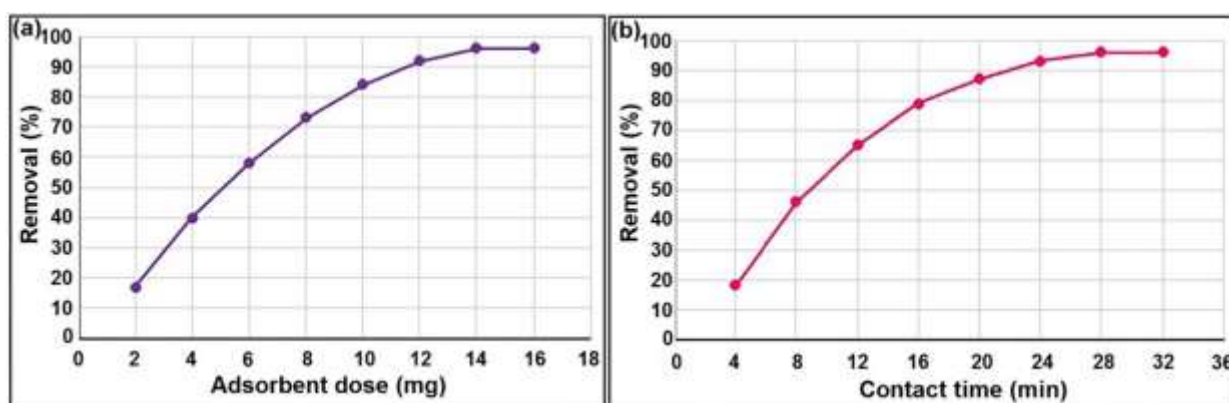 (a)
Removal (%)
100
90
80
70
60
50
40
30
20
10
0
0 2 4 6 8 10 12 14 16 18
Adsorbent dose (mg)
(b)
Removal (%)
100
90
80
70
60
50
40
30
20
10
0
0 4 8 12 16 20 24 28 32 36
Contact time (min)